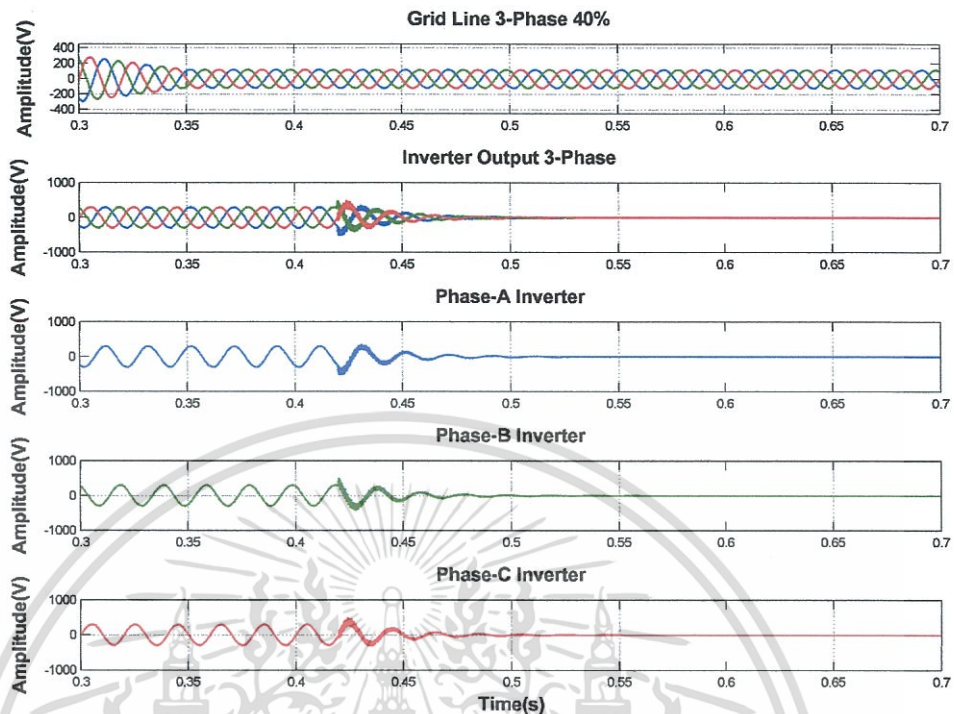 Grid Line 3-Phase 40%
Amplitude(V)
400
200
0
-200
-400
0.3 0.35 0.4 0.45 0.5 0.55 0.6 0.65 0.7
Inverter Output 3-Phase
Amplitude(V)
1000
0
-1000
0.3 0.35 0.4 0.45 0.5 0.55 0.6 0.65 0.7
Phase-A Inverter
Amplitude(V)
1000
0
-1000
0.3 0.35 0.4 0.45 0.5 0.55 0.6 0.65 0.7
Phase-B Inverter
Amplitude(V)
1000
0
-1000
0.3 0.35 0.4 0.45 0.5 0.55 0.6 0.65 0.7
Phase-C Inverter
Amplitude(V)
1000
0
-1000
0.3 0.35 0.4 0.45 0.5 0.55 0.6 0.65 0.7
Time(s)